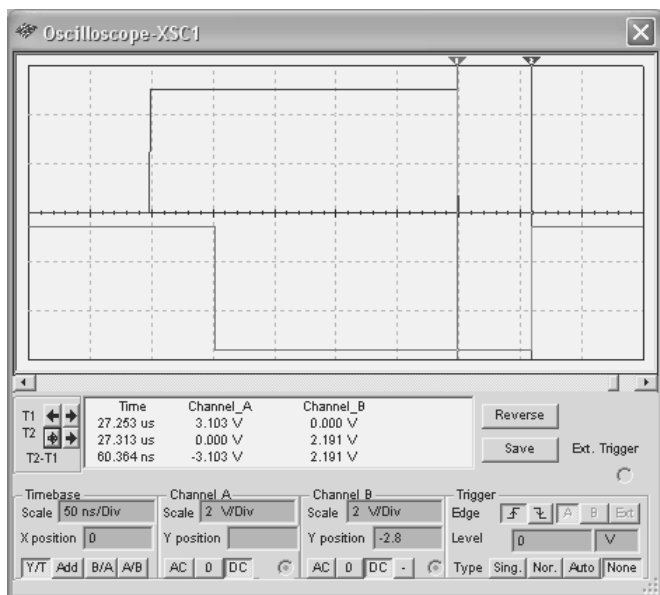 Oscilloscope-XSC1
1 2
T1
T2
T2-T1
Time Channel_A Channel_B
27.253 us 3.103 V 0.000 V
27.313 us 0.000 V 2.191 V
60.364 ns -3.103 V 2.191 V
Reverse
Save
Ext. Trigger
Timebase
Scale 50 ns/Div
X position 0
Y/T Add B/A A/B
Channel A
Scale 2 V/Div
Y position
AC 0 DC
Channel B
Scale 2 V/Div
Y position -2.8
AC 0 DC -
Trigger
Edge A B Ext
Level 0 V
Type Sing. Nor. Auto None